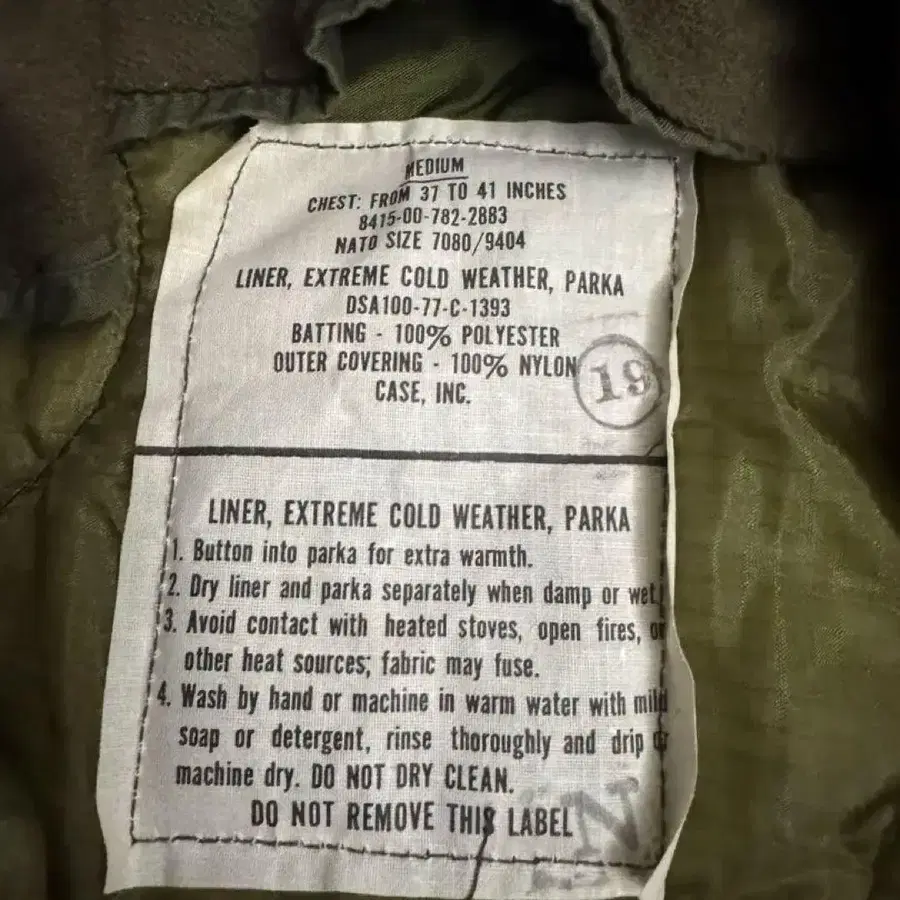 MEDIUM
CHEST: FROM 37 TO 41 INCHES
8415-00-782-2883
NATO SIZE 7080/9404
LINER, EXTREME COLD WEATHER, PARKA
DSA100-77-C-1393
BATTING - 100% POLYESTER
OUTER COVERING - 100% NYLON
CASE, INC.
19
LINER, EXTREME COLD WEATHER, PARKA
1. Button into parka for extra warmth.
2. Dry liner and parka separately when damp or wet.
3. Avoid contact with heated stoves, open fires, or
other heat sources; fabric may fuse.
4. Wash by hand or machine in warm water with mild
soap or detergent, rinse thoroughly and drip or
machine dry. DO NOT DRY CLEAN.
DO NOT REMOVE THIS LABEL
N